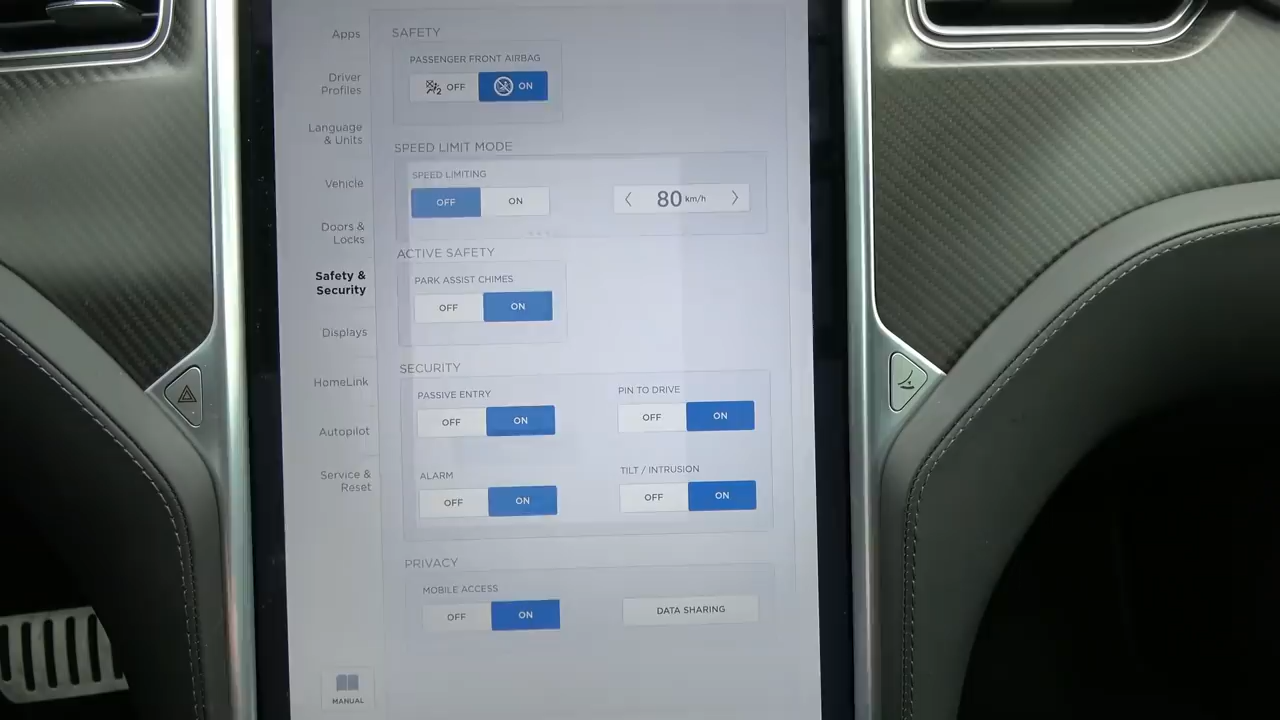 Apps
Driver
Profiles
Language
& Units
Vehicle
Doors &
Locks
Safety &
Security
Displays
HomeLink
Autopilot
Service &
Reset
MANUAL
SAFETY
PASSENGER FRONT AIRBAG
OFF ON
SPEED LIMIT MODE
SPEED LIMITING
OFF ON 80 km/h
ACTIVE SAFETY
PARK ASSIST CHIMES
OFF ON
SECURITY
PASSIVE ENTRY PIN TO DRIVE
OFF ON OFF ON
ALARM TILT / INTRUSION
OFF ON OFF ON
PRIVACY
MOBILE ACCESS
OFF ON DATA SHARING